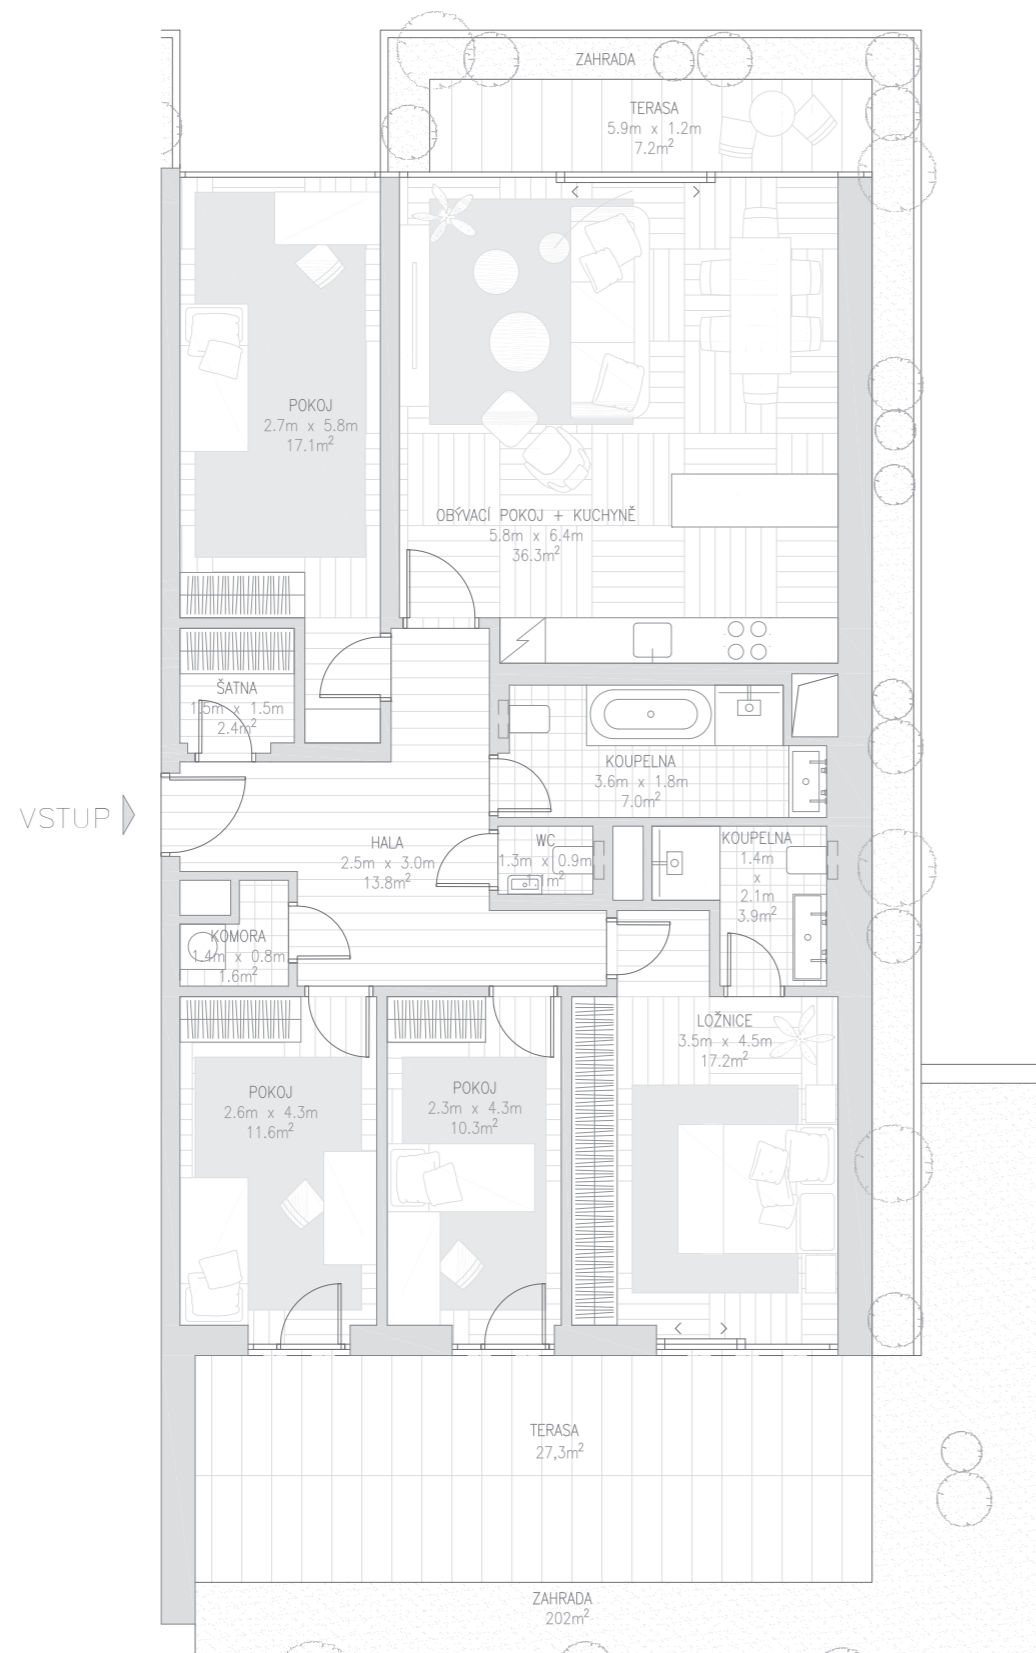 ZAHRADA
TERASA
5.9m x 1.2m
7.2m²
POKOJ
2.7m x 5.8m
17.1m²
OBÝVACÍ POKOJ + KUCHYNĚ
5.8m x 6.4m
36.3m²
ŠATNA
1.5m x 1.5m
2.4m²
KOUPELNA
3.6m x 1.8m
7.0m²
VSTUP
HALA
2.5m x 3.0m
13.8m²
WC
1.3m x 0.9m
KOUPELNA
1.4m
x
2.1m
3.9m²
KOMORA
1.4m x 0.8m
1.6m²
LOŽNICE
3.5m x 4.5m
17.2m²
POKOJ
2.6m x 4.3m
11.6m²
POKOJ
2.3m x 4.3m
10.3m²
TERASA
27,3m²
ZAHRADA
202m²